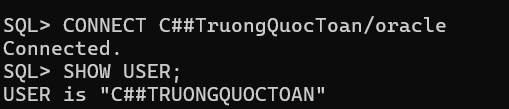 SQL> CONNECT C##TruongQuocToan/oracle
Connected.
SQL> SHOW USER;
USER is "C##TRUONGQUOCTOAN"